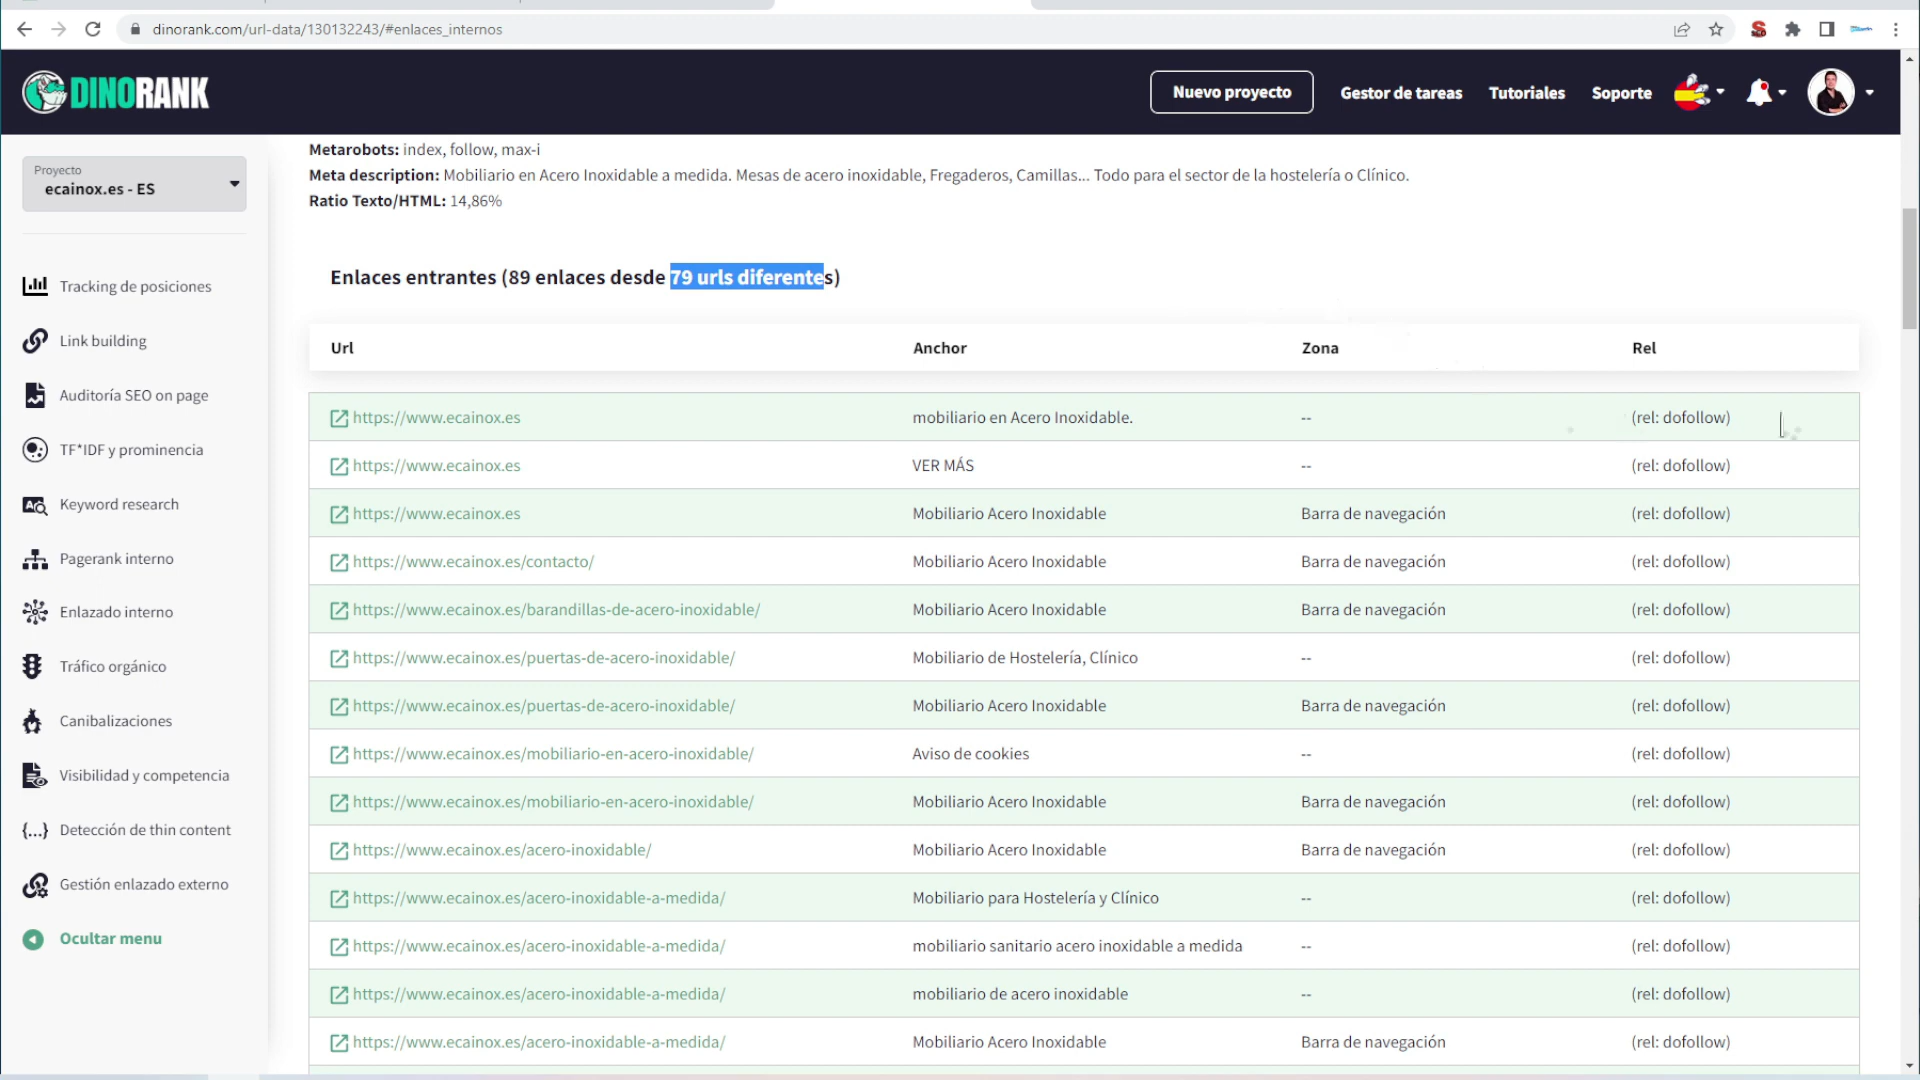 dinorank.com/url-data/130132243/#enlaces_internos
DINORANK
Nuevo proyecto
Gestor de tareas
Tutoriales
Soporte
Proyecto
ecainox.es - ES
Tracking de posiciones
Link building
Auditoría SEO on page
TF*IDF y prominencia
Keyword research
Pagerank interno
Enlazado interno
Tráfico orgánico
Canibalizaciones
Visibilidad y competencia
Detección de thin content
Gestión enlazado externo
Ocultar menu
Metarobots: index, follow, max-i
Meta description: Mobiliario en Acero Inoxidable a medida. Mesas de acero inoxidable, Fregaderos, Camillas... Todo para el sector de la hostelería o Clínico.
Ratio Texto/HTML: 14,86%
Enlaces entrantes (89 enlaces desde 79 urls diferentes)
Url Anchor Zona Rel
https://www.ecainox.es mobiliario en Acero Inoxidable. -- (rel: dofollow)
https://www.ecainox.es VER MÁS -- (rel: dofollow)
https://www.ecainox.es Mobiliario Acero Inoxidable Barra de navegación (rel: dofollow)
https://www.ecainox.es/contacto/ Mobiliario Acero Inoxidable Barra de navegación (rel: dofollow)
https://www.ecainox.es/barandillas-de-acero-inoxidable/ Mobiliario Acero Inoxidable Barra de navegación (rel: dofollow)
https://www.ecainox.es/puertas-de-acero-inoxidable/ Mobiliario de Hostelería, Clínico -- (rel: dofollow)
https://www.ecainox.es/puertas-de-acero-inoxidable/ Mobiliario Acero Inoxidable Barra de navegación (rel: dofollow)
https://www.ecainox.es/mobiliario-en-acero-inoxidable/ Aviso de cookies -- (rel: dofollow)
https://www.ecainox.es/mobiliario-en-acero-inoxidable/ Mobiliario Acero Inoxidable Barra de navegación (rel: dofollow)
https://www.ecainox.es/acero-inoxidable/ Mobiliario Acero Inoxidable Barra de navegación (rel: dofollow)
https://www.ecainox.es/acero-inoxidable-a-medida/ Mobiliario para Hostelería y Clínico -- (rel: dofollow)
https://www.ecainox.es/acero-inoxidable-a-medida/ mobiliario sanitario acero inoxidable a medida -- (rel: dofollow)
https://www.ecainox.es/acero-inoxidable-a-medida/ mobiliario de acero inoxidable -- (rel: dofollow)
https://www.ecainox.es/acero-inoxidable-a-medida/ Mobiliario Acero Inoxidable Barra de navegación (rel: dofollow)